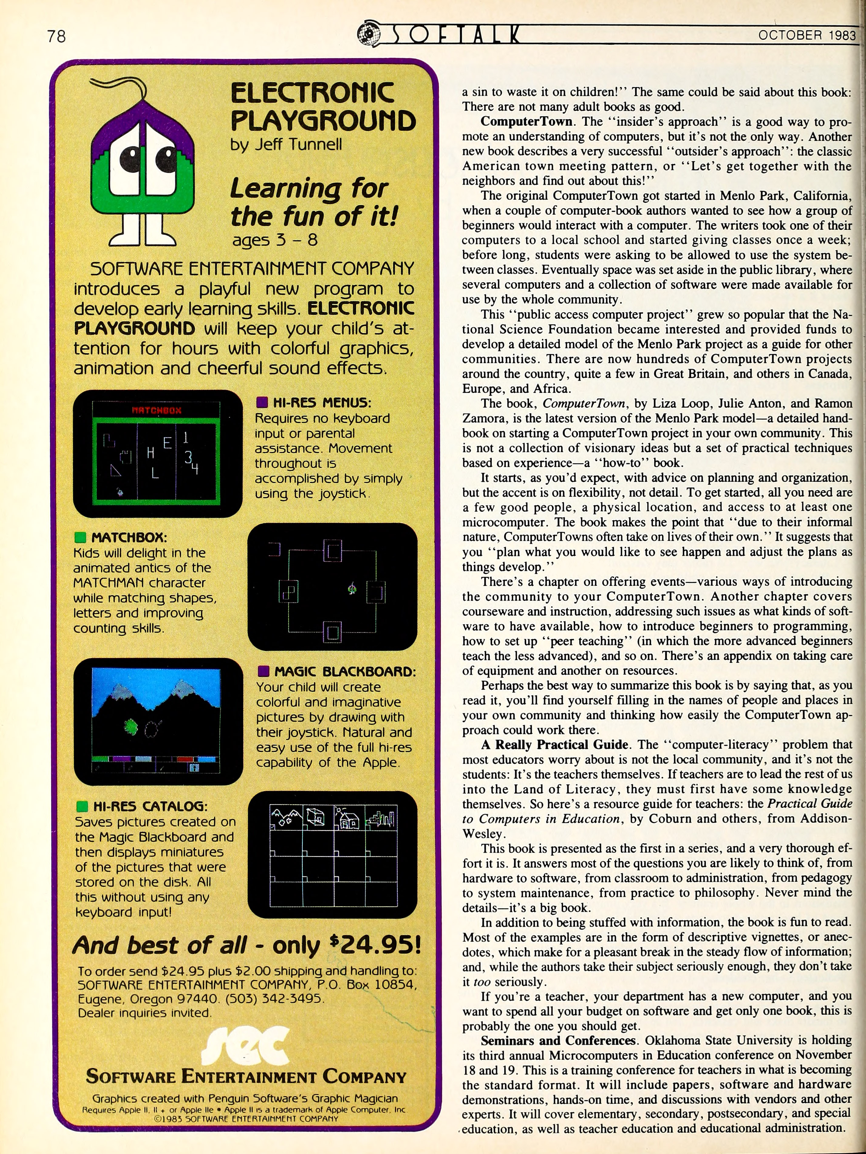 78
SOFTALK
OCTOBER 1983
ELECTRONIC
PLAYGROUND
by Jeff Tunnell
Learning for
the fun of it!
ages 3 – 8
SOFTWARE ENTERTAINMENT COMPANY
introduces a playful new program to
develop early learning skills. ELECTRONIC
PLAYGROUND will keep your child's at-
tention for hours with colorful graphics,
animation and cheerful sound effects.
MATCHBOX
E
H
L
1
3
4
HI-RES MENUS:
Requires no keyboard
input or parental
assistance. Movement
throughout is
accomplished by simply
using the joystick.
MATCHBOX:
Kids will delight in the
animated antics of the
MATCHMAN character
while matching shapes,
letters and improving
counting skills.
MAGIC BLACKBOARD:
Your child will create
colorful and imaginative
pictures by drawing with
their joystick. Natural and
easy use of the full hi-res
capability of the Apple.
HI-RES CATALOG:
Saves pictures created on
the Magic Blackboard and
then displays miniatures
of the pictures that were
stored on the disk. All
this without using any
keyboard input!
And best of all - only $24.95!
To order send $24.95 plus $2.00 shipping and handling to:
SOFTWARE ENTERTAINMENT COMPANY, P.O. Box 10854,
Eugene, Oregon 97440. (503) 342-3495.
Dealer inquiries invited.
sec
SOFTWARE ENTERTAINMENT COMPANY
Graphics created with Penguin Software's Graphic Magician
Requires Apple II, II + or Apple IIe • Apple II is a trademark of Apple Computer, Inc
©1983 SOFTWARE ENTERTAINMENT COMPANY
a sin to waste it on children!'' The same could be said about this book:
There are not many adult books as good.
ComputerTown. The ''insider's approach'' is a good way to pro-
mote an understanding of computers, but it's not the only way. Another
new book describes a very successful ''outsider's approach'': the classic
American town meeting pattern, or ''Let's get together with the
neighbors and find out about this!''
The original ComputerTown got started in Menlo Park, California,
when a couple of computer-book authors wanted to see how a group of
beginners would interact with a computer. The writers took one of their
computers to a local school and started giving classes once a week;
before long, students were asking to be allowed to use the system be-
tween classes. Eventually space was set aside in the public library, where
several computers and a collection of software were made available for
use by the whole community.
This ''public access computer project'' grew so popular that the Na-
tional Science Foundation became interested and provided funds to
develop a detailed model of the Menlo Park project as a guide for other
communities. There are now hundreds of ComputerTown projects
around the country, quite a few in Great Britain, and others in Canada,
Europe, and Africa.
The book, ComputerTown, by Liza Loop, Julie Anton, and Ramon
Zamora, is the latest version of the Menlo Park model—a detailed hand-
book on starting a ComputerTown project in your own community. This
is not a collection of visionary ideas but a set of practical techniques
based on experience—a ''how-to'' book.
It starts, as you'd expect, with advice on planning and organization,
but the accent is on flexibility, not detail. To get started, all you need are
a few good people, a physical location, and access to at least one
microcomputer. The book makes the point that ''due to their informal
nature, ComputerTowns often take on lives of their own.'' It suggests that
you ''plan what you would like to see happen and adjust the plans as
things develop.''
There's a chapter on offering events—various ways of introducing
the community to your ComputerTown. Another chapter covers
courseware and instruction, addressing such issues as what kinds of soft-
ware to have available, how to introduce beginners to programming,
how to set up ''peer teaching'' (in which the more advanced beginners
teach the less advanced), and so on. There's an appendix on taking care
of equipment and another on resources.
Perhaps the best way to summarize this book is by saying that, as you
read it, you'll find yourself filling in the names of people and places in
your own community and thinking how easily the ComputerTown ap-
proach could work there.
A Really Practical Guide. The ''computer-literacy'' problem that
most educators worry about is not the local community, and it's not the
students: It's the teachers themselves. If teachers are to lead the rest of us
into the Land of Literacy, they must first have some knowledge
themselves. So here's a resource guide for teachers: the Practical Guide
to Computers in Education, by Coburn and others, from Addison-
Wesley.
This book is presented as the first in a series, and a very thorough ef-
fort it is. It answers most of the questions you are likely to think of, from
hardware to software, from classroom to administration, from pedagogy
to system maintenance, from practice to philosophy. Never mind the
details—it's a big book.
In addition to being stuffed with information, the book is fun to read.
Most of the examples are in the form of descriptive vignettes, or anec-
dotes, which make for a pleasant break in the steady flow of information;
and, while the authors take their subject seriously enough, they don't take
it too seriously.
If you're a teacher, your department has a new computer, and you
want to spend all your budget on software and get only one book, this is
probably the one you should get.
Seminars and Conferences. Oklahoma State University is holding
its third annual Microcomputers in Education conference on November
18 and 19. This is a training conference for teachers in what is becoming
the standard format. It will include papers, software and hardware
demonstrations, hands-on time, and discussions with vendors and other
experts. It will cover elementary, secondary, postsecondary, and special
education, as well as teacher education and educational administration.